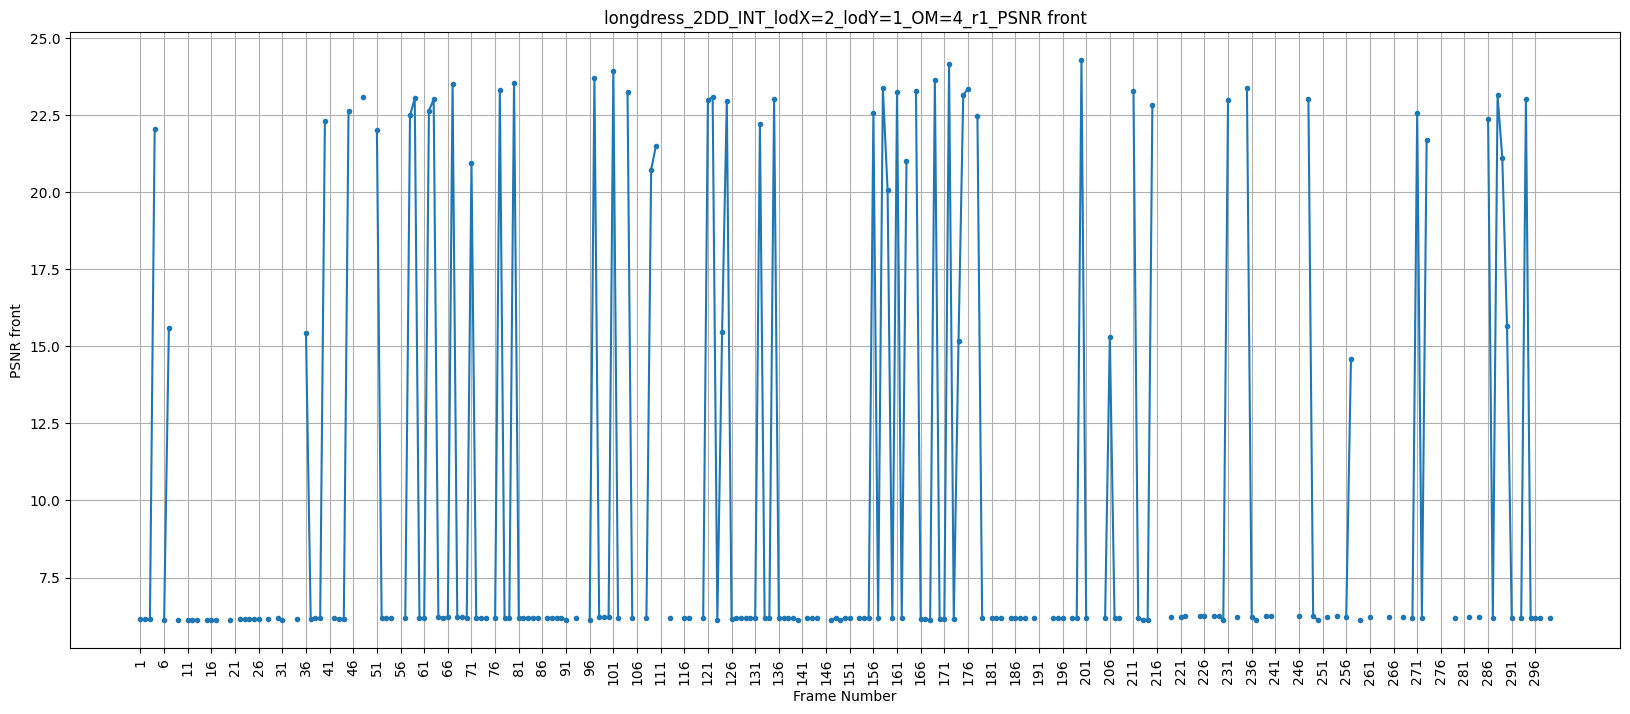 longdress_2DD_INT_lodX=2_lodY=1_OM=4_r1_PSNR front
25.0
22.5
20.0
17.5
15.0
12.5
10.0
7.5
PSNR front
1 6 11 16 21 26 31 36 41 46 51 56 61 66 71 76 81 86 91 96 101 106 111 116 121 126 131 136 141 146 151 156 161 166 171 176 181 186 191 196 201 206 211 216 221 226 231 236 241 246 251 256 261 266 271 276 281 286 291 296
Frame Number